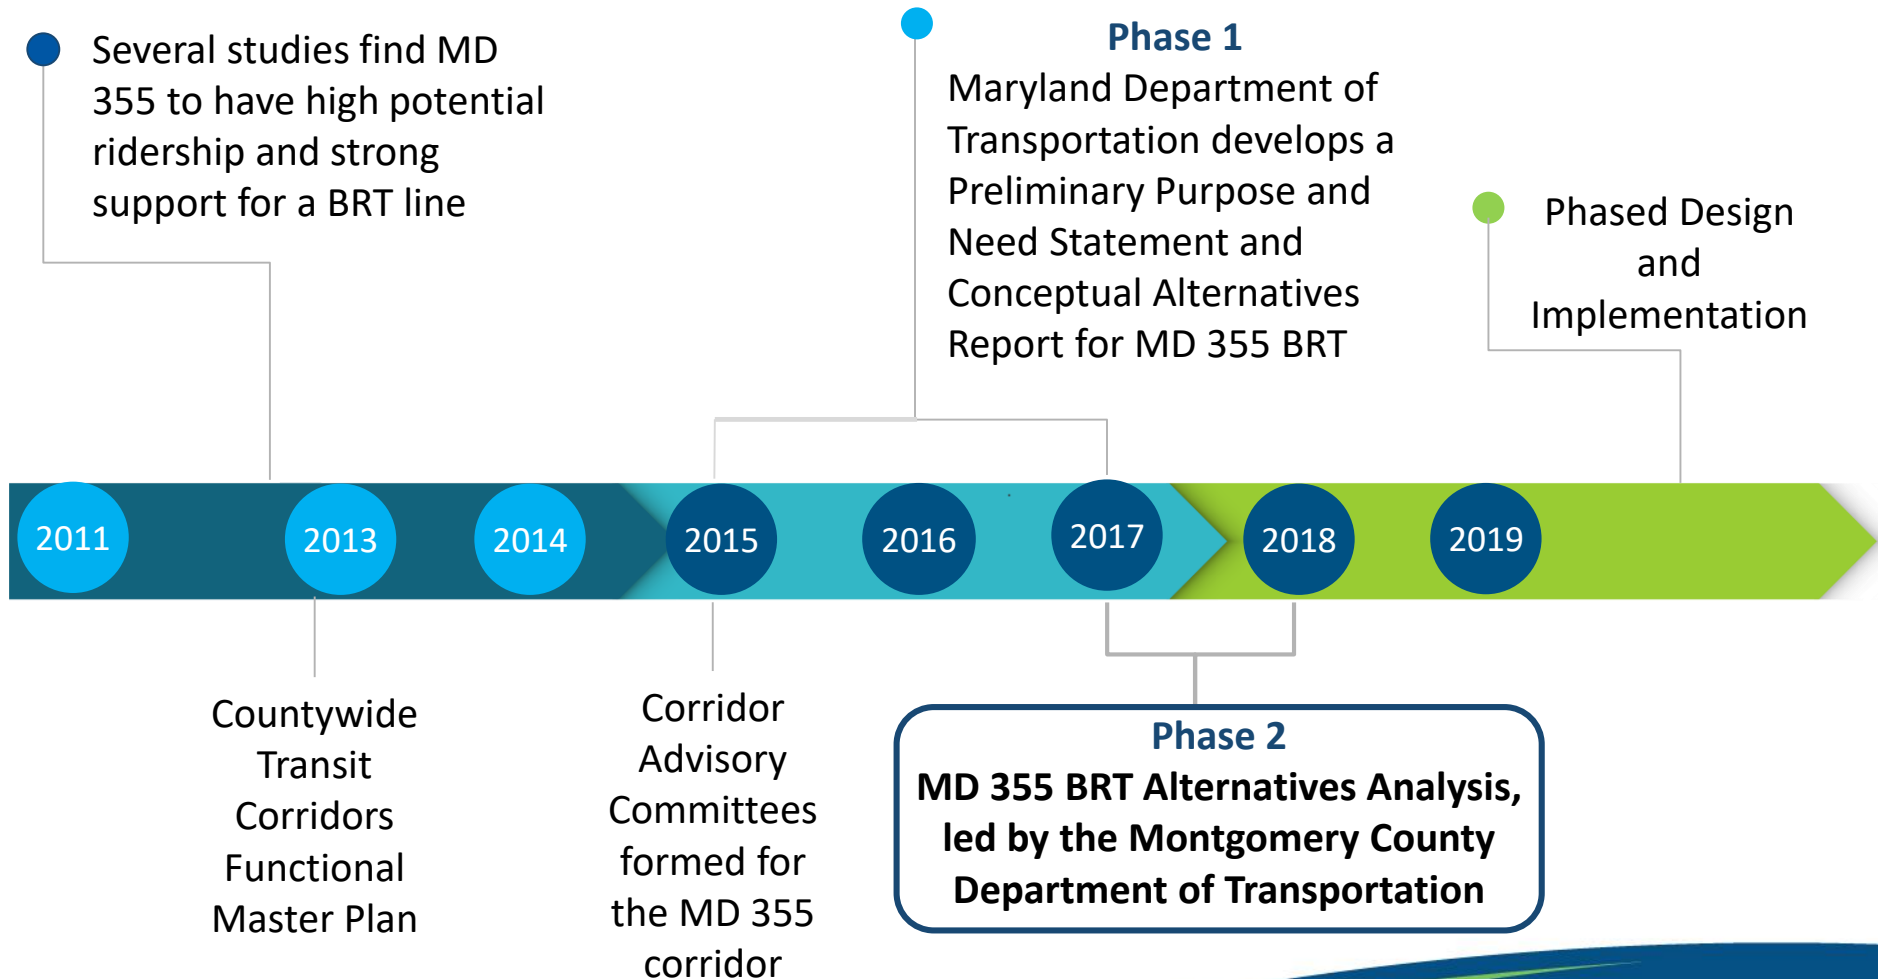 Several studies find MD
355 to have high potential
ridership and strong
support for a BRT line
Phase 1
Maryland Department of
Transportation develops a
Preliminary Purpose and
Need Statement and
Conceptual Alternatives
Report for MD 355 BRT
Phased Design
and
Implementation
2011
2013
2014
2015
2016
2017
2018
2019
Countywide
Transit
Corridors
Functional
Master Plan
Corridor
Advisory
Committees
formed for
the MD 355
corridor
Phase 2
MD 355 BRT Alternatives Analysis,
led by the Montgomery County
Department of Transportation